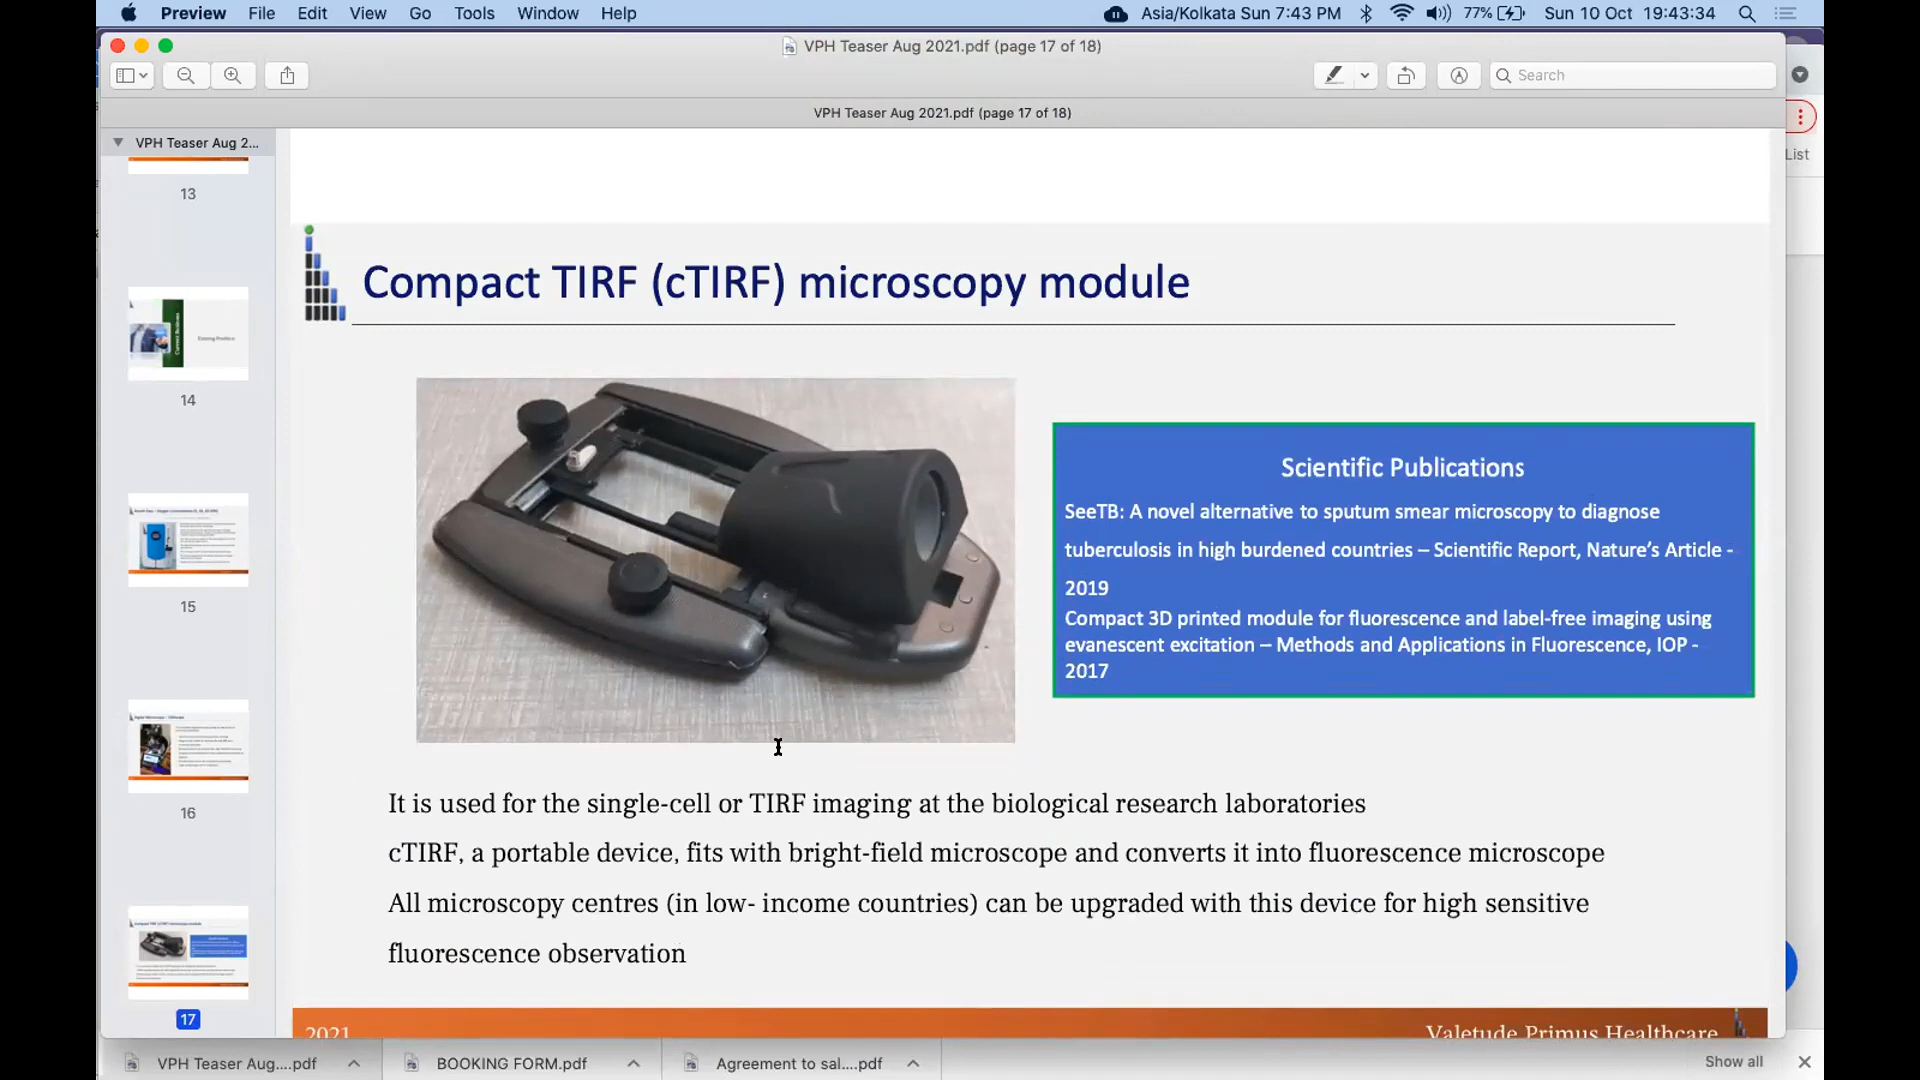 Preview File Edit View Go Tools Window Help
Asia/Kolkata Sun 7:43 PM 77% Sun 10 Oct 19:43:34
VPH Teaser Aug 2021.pdf (page 17 of 18)
Search
VPH Teaser Aug 2021.pdf (page 17 of 18)
VPH Teaser Aug 2...
List
13
14
15
16
17
Compact TIRF (cTIRF) microscopy module
Scientific Publications
SeeTB: A novel alternative to sputum smear microscopy to diagnose
tuberculosis in high burdened countries – Scientific Report, Nature's Article -
2019
Compact 3D printed module for fluorescence and label-free imaging using
evanescent excitation – Methods and Applications in Fluorescence, IOP -
2017
It is used for the single-cell or TIRF imaging at the biological research laboratories
cTIRF, a portable device, fits with bright-field microscope and converts it into fluorescence microscope
All microscopy centres (in low- income countries) can be upgraded with this device for high sensitive
fluorescence observation
2021 Valetude Primus Healthcare
VPH Teaser Aug....pdf BOOKING FORM.pdf Agreement to sal....pdf Show all